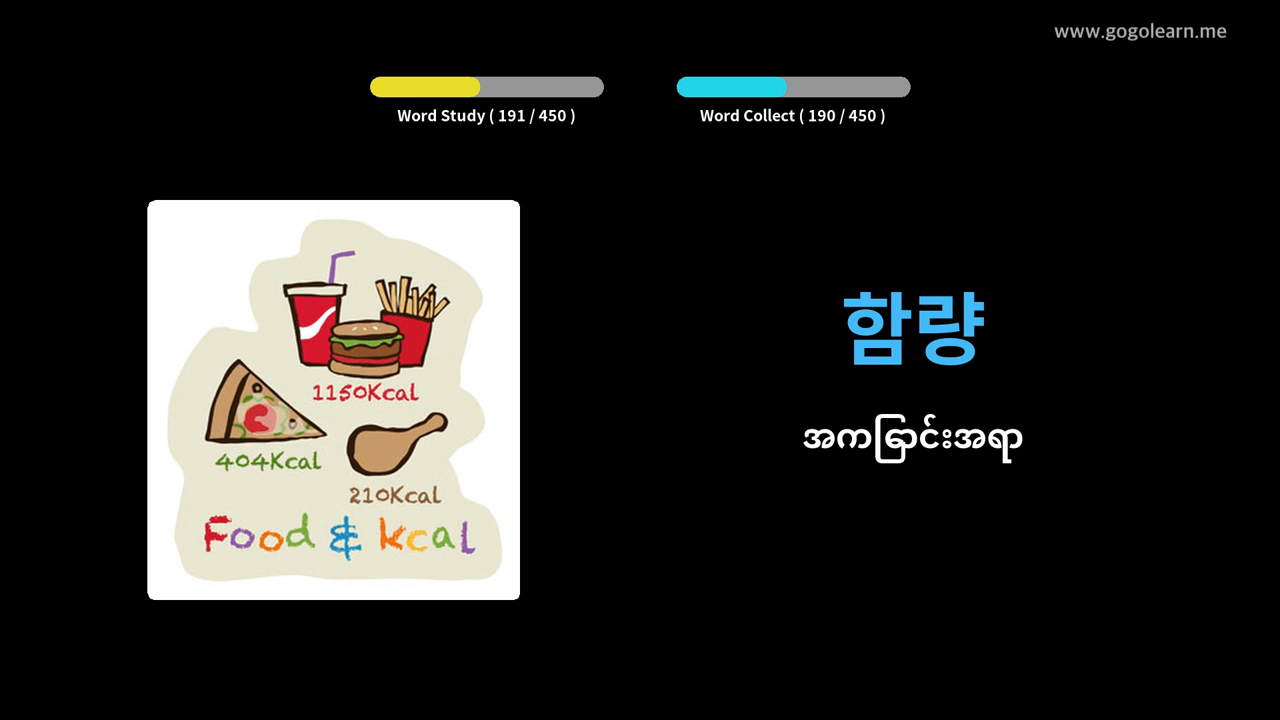 www.gogolearn.me
Word Study ( 191 / 450 )
Word Collect ( 190 / 450 )
1150Kcal
404Kcal
210Kcal
Food & kcal
함량
အကြောင်းအရာ